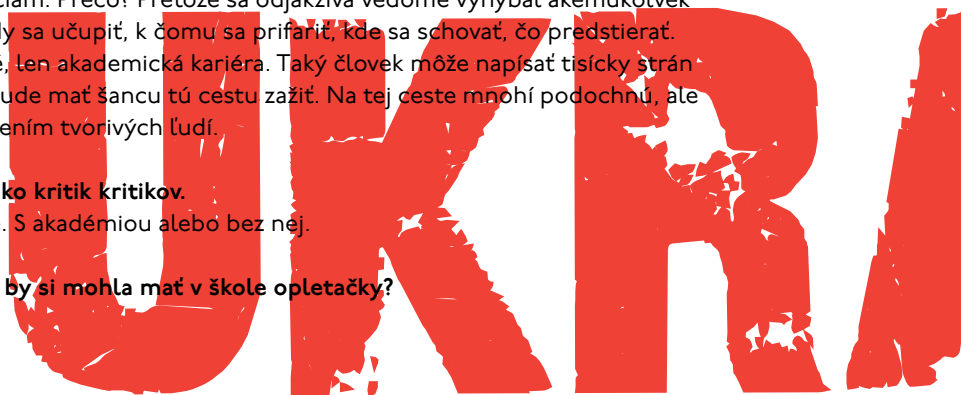 ciám. Prečo? Pretože sa odjakživa vedome vyhýbať akémukoľvek
dy sa učupiť, k čomu sa prifariť, kde sa schovať, čo predstierať.
len akademická kariéra. Taký človek môže napísať tisícky strán
ude mať šancu tú cestu zažiť. Na tej ceste mnohí podochnú, ale
ením tvorivých ľudí.
ko kritik kritikov.
. S akadémiou alebo bez nej.
by si mohla mať v škole opletačky?
UKRA